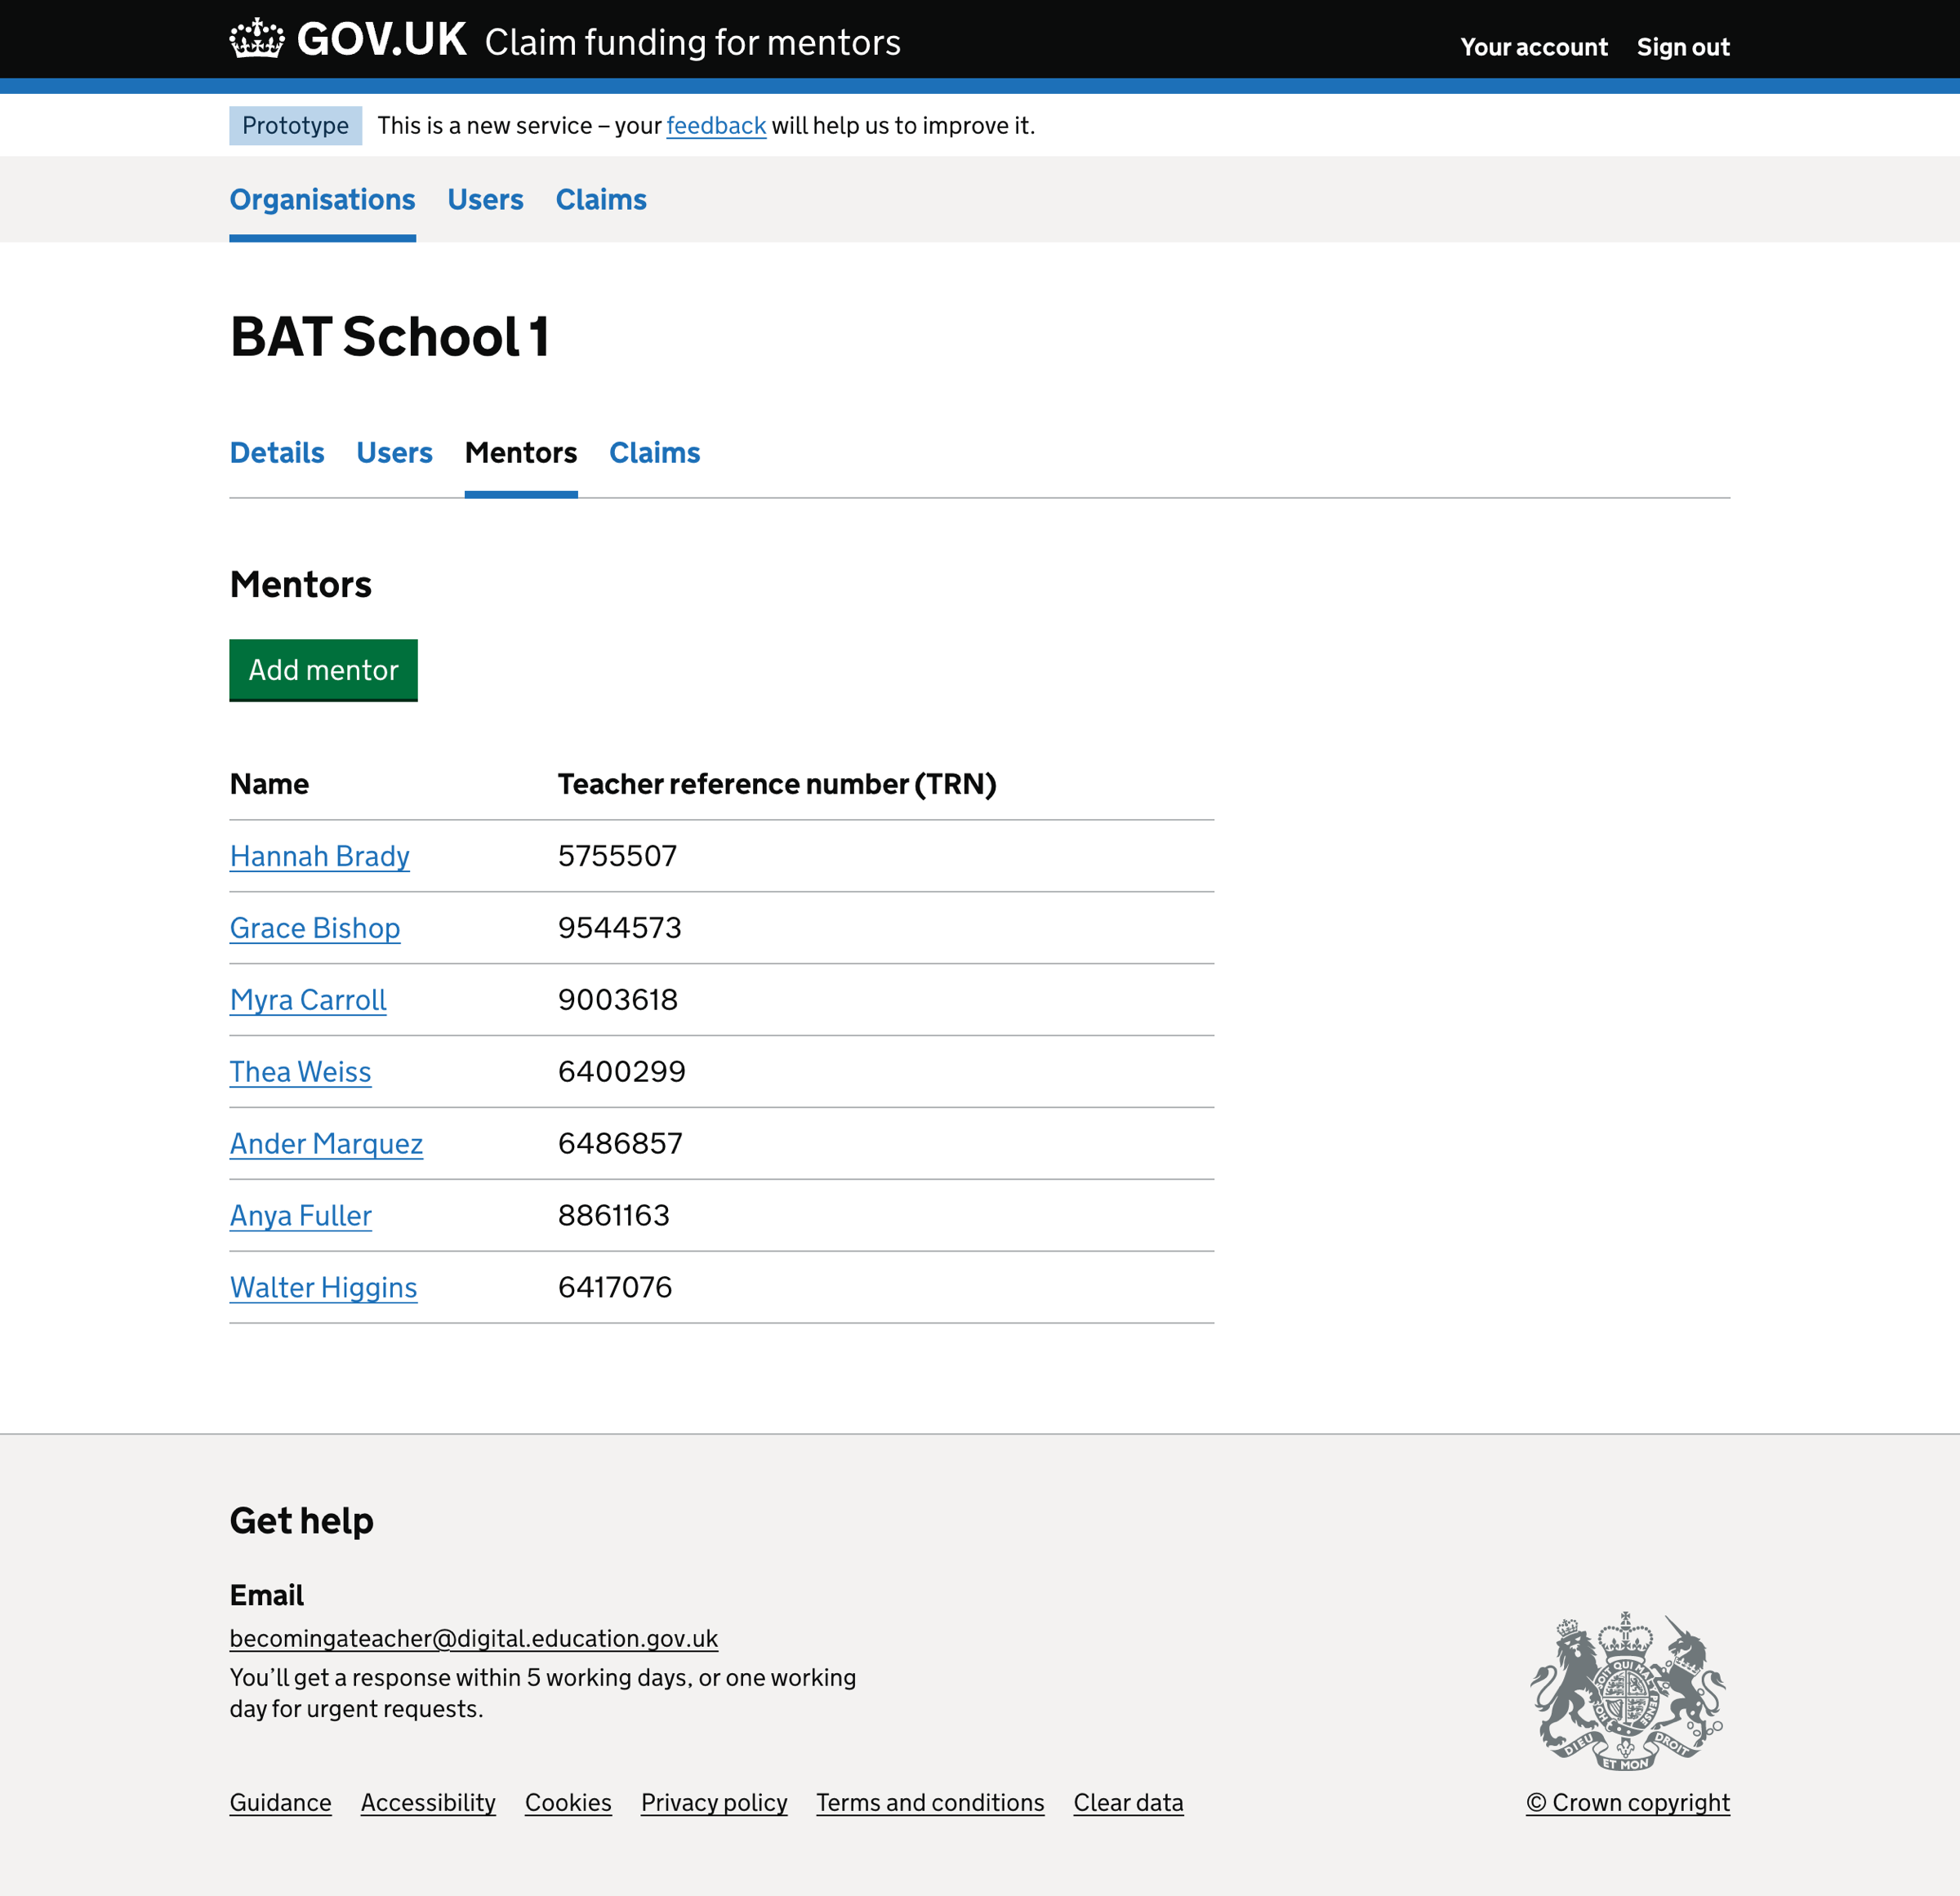 GOV.UK Claim funding for mentors Your account Sign out
Prototype This is a new service – your feedback will help us to improve it.
Organisations Users Claims
BAT School 1
Details Users Mentors Claims
Mentors
Add mentor
Name Teacher reference number (TRN)
Hannah Brady 5755507
Grace Bishop 9544573
Myra Carroll 9003618
Thea Weiss 6400299
Ander Marquez 6486857
Anya Fuller 8861163
Walter Higgins 6417076
Get help
Email
becomingateacher@digital.education.gov.uk
You’ll get a response within 5 working days, or one working
day for urgent requests.
DIEU ET MON DROIT
Guidance Accessibility Cookies Privacy policy Terms and conditions Clear data © Crown copyright